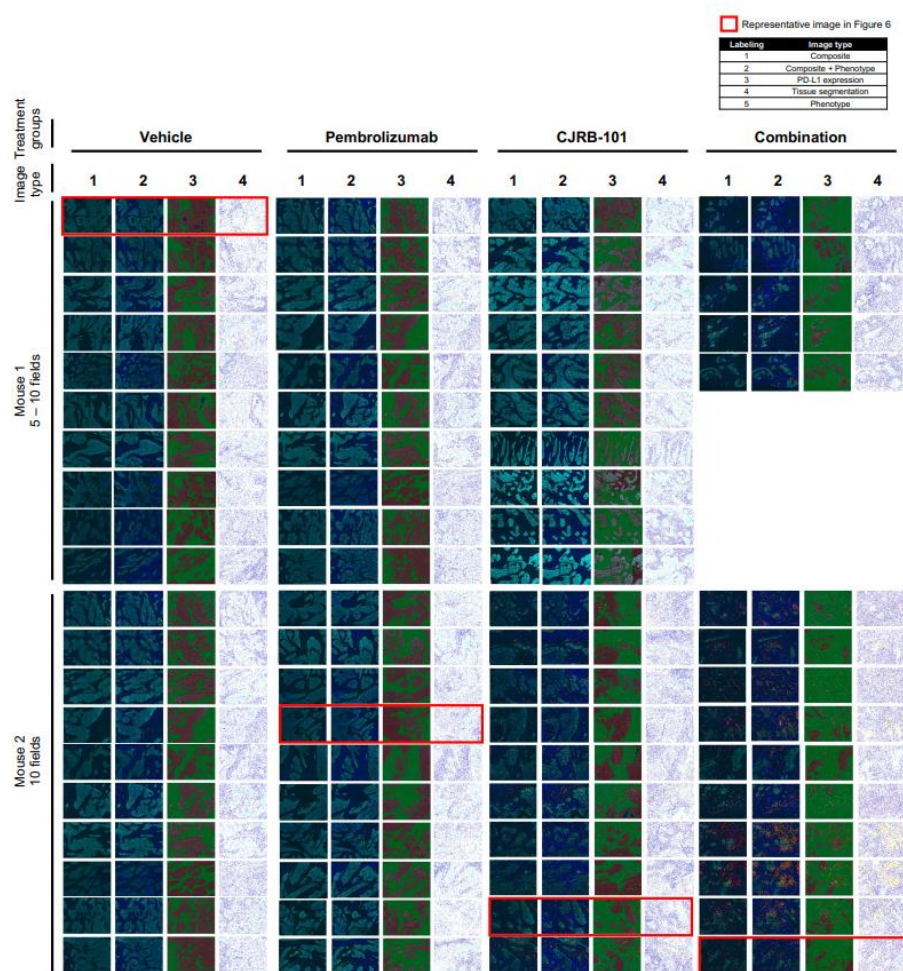 Representative image in Figure 6
Labeling Image type
1 Composite
2 Composite + Phenotype
3 PD-L1 expression
4 Tissue segmentation
5 Phenotype
Treatment groups
Vehicle Pembrolizumab CJRB-101 Combination
Image type
1 2 3 4 1 2 3 4 1 2 3 4 1 2 3 4
Mouse 1
5 – 10 fields
Mouse 2
10 fields